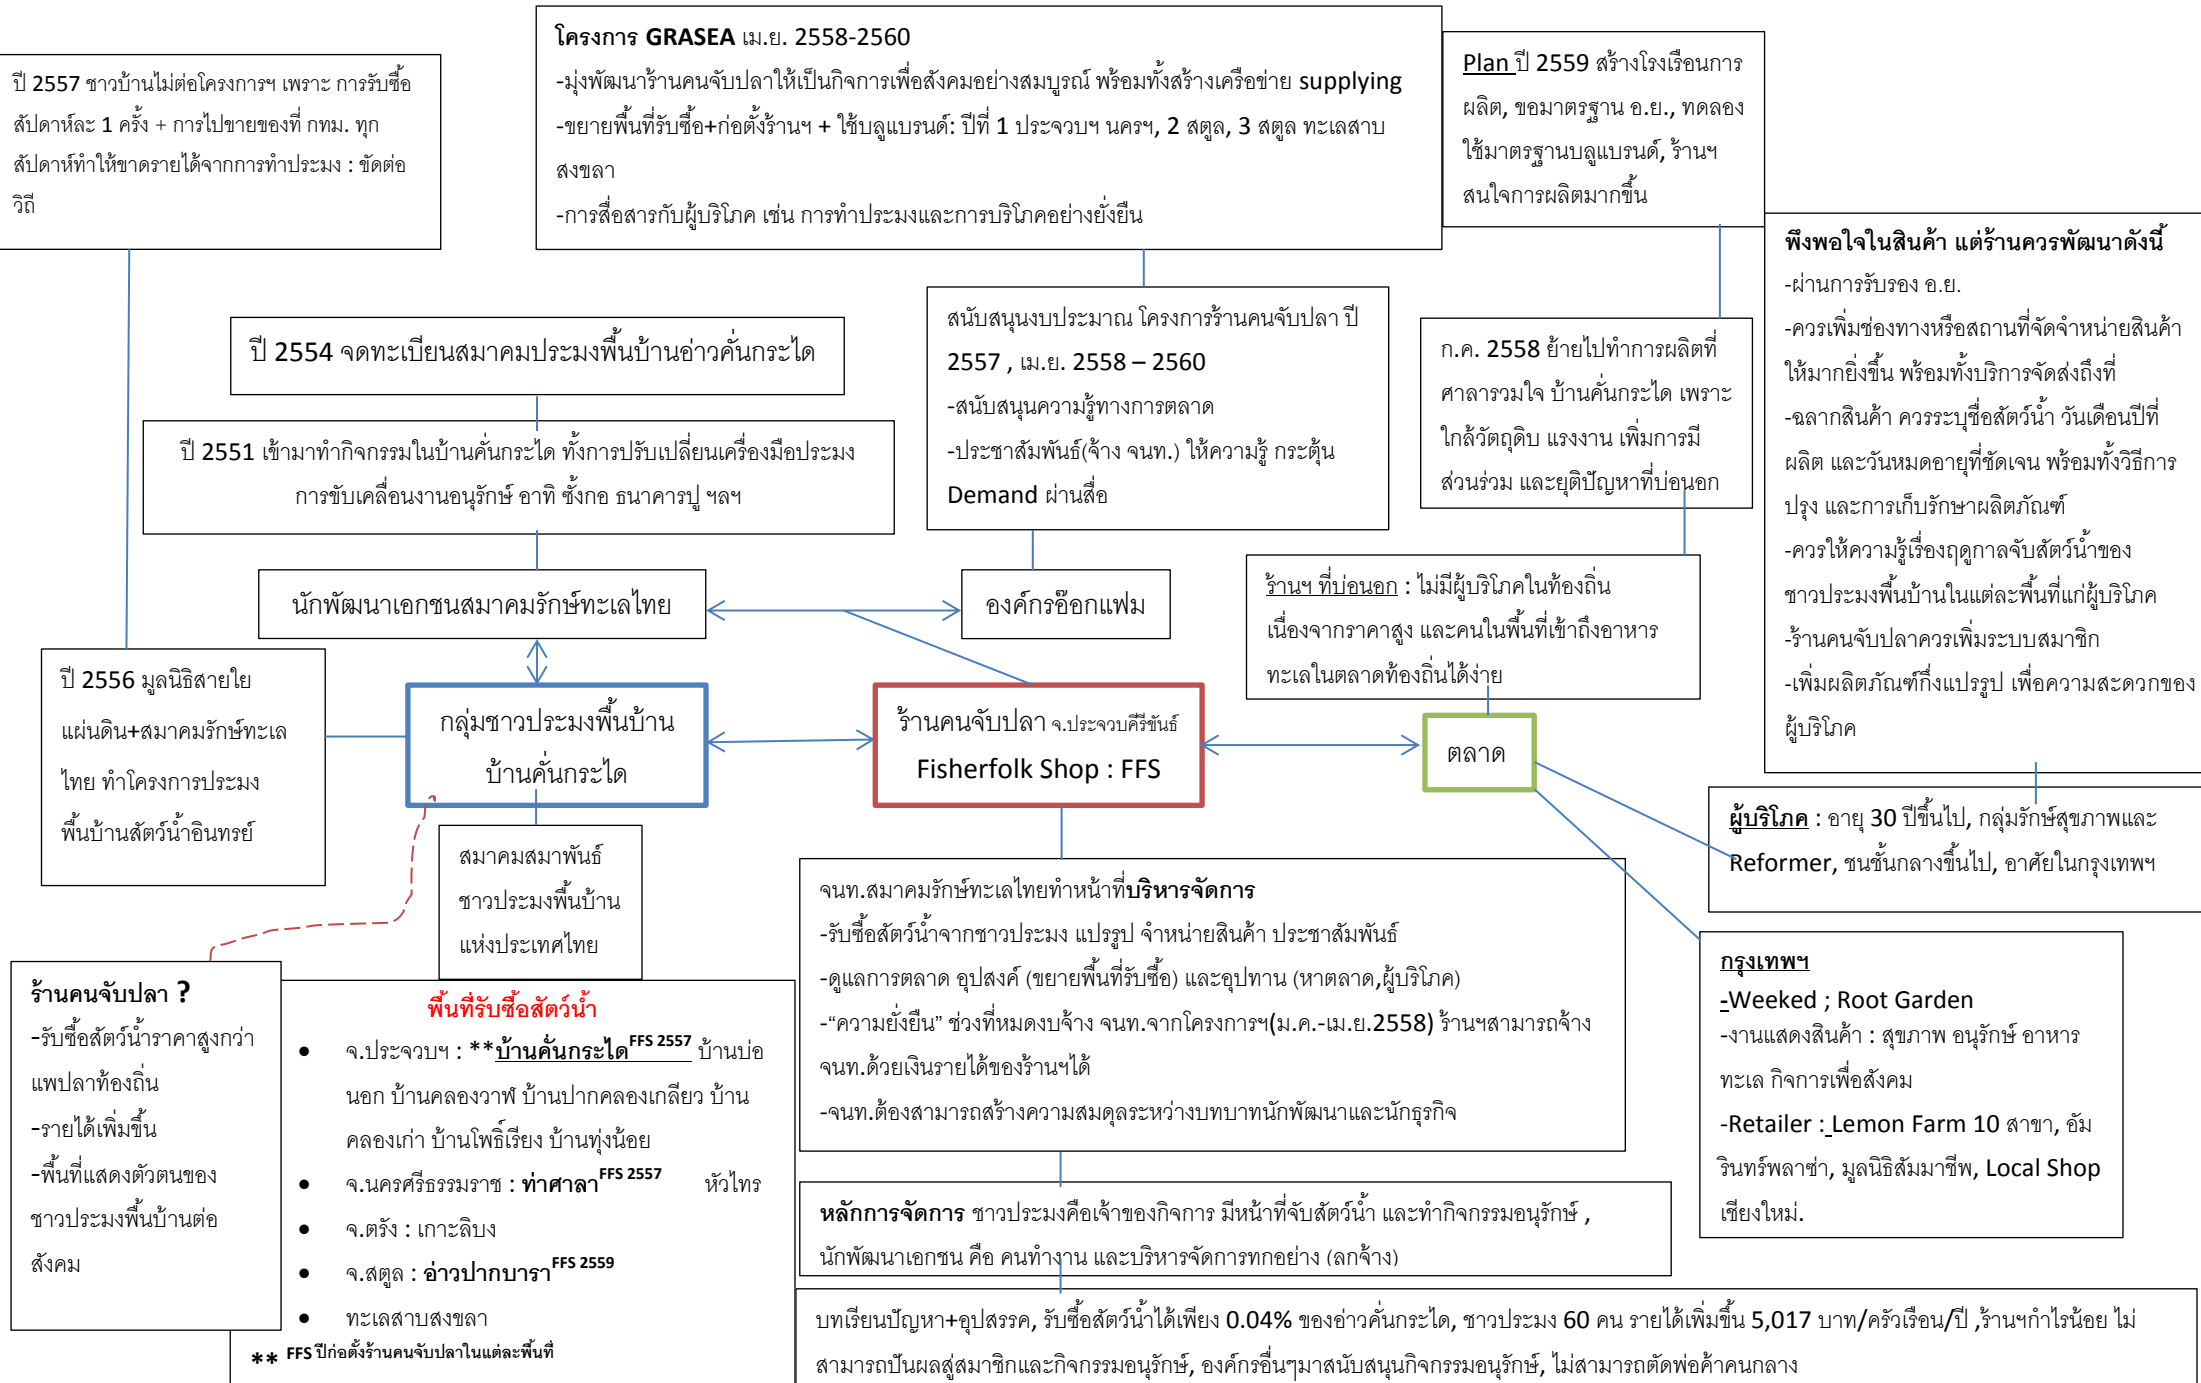 โครงการ GRASEA เม.ย. 2558-2560
-มุ่งพัฒนาร้านคนจับปลาให้เป็นกิจการเพื่อสังคมอย่างสมบูรณ์ พร้อมทั้งสร้างเครือข่าย supplying
-ขยายพื้นที่รับซื้อ+ก่อตั้งร้านฯ + ใช้บลูแบรนด์: ปีที่ 1 ประจวบฯ นครฯ, 2 สตูล, 3 สตูล ทะเลสาบ
สงขลา
-การสื่อสารกับผู้บริโภค เช่น การทำประมงและการบริโภคอย่างยั่งยืน
Plan ปี 2559 สร้างโรงเรือนการ
ผลิต, ขอมาตรฐาน อ.ย., ทดลอง
ใช้มาตรฐานบลูแบรนด์, ร้านฯ
สนใจการผลิตมากขึ้น
ปี 2557 ชาวบ้านไม่ต่อโครงการฯ เพราะ การรับซื้อ
สัปดาห์ละ 1 ครั้ง + การไปขายของที่ กทม. ทุก
สัปดาห์ทำให้ขาดรายได้จากการทำประมง : ขัดต่อ
วิถี
พึงพอใจในสินค้า แต่ร้านควรพัฒนาดังนี้
-ผ่านการรับรอง อ.ย.
-ควรเพิ่มช่องทางหรือสถานที่จัดจำหน่ายสินค้า
ให้มากยิ่งขึ้น พร้อมทั้งบริการจัดส่งถึงที่
-ฉลากสินค้า ควรระบุชื่อสัตว์น้ำ วันเดือนปีที่
ผลิต และวันหมดอายุที่ชัดเจน พร้อมทั้งวิธีการ
ปรุง และการเก็บรักษาผลิตภัณฑ์
-ควรให้ความรู้เรื่องฤดูกาลจับสัตว์น้ำของ
ชาวประมงพื้นบ้านในแต่ละพื้นที่แก่ผู้บริโภค
-ร้านคนจับปลาควรเพิ่มระบบสมาชิก
-เพิ่มผลิตภัณฑ์กึ่งแปรรูป เพื่อความสะดวกของ
ผู้บริโภค
ปี 2554 จดทะเบียนสมาคมประมงพื้นบ้านอ่าวคั่นกระได
สนับสนุนงบประมาณ โครงการร้านคนจับปลา ปี
2557 , เม.ย. 2558 – 2560
-สนับสนุนความรู้ทางการตลาด
-ประชาสัมพันธ์(จ้าง จนท.) ให้ความรู้ กระตุ้น
Demand ผ่านสื่อ
ก.ค. 2558 ย้ายไปทำการผลิตที่
ศาลารวมใจ บ้านคั่นกระได เพราะ
ใกล้วัตถุดิบ แรงงาน เพิ่มการมี
ส่วนร่วม และยุติปัญหาที่บ่อนอก
ปี 2551 เข้ามาทำกิจกรรมในบ้านคั่นกระได ทั้งการปรับเปลี่ยนเครื่องมือประมง
การขับเคลื่อนงานอนุรักษ์ อาทิ ซั้งกอ ธนาคารปู ฯลฯ
นักพัฒนาเอกชนสมาคมรักษ์ทะเลไทย
องค์กรอ๊อกแฟม
ร้านฯ ที่บ่อนอก : ไม่มีผู้บริโภคในท้องถิ่น
เนื่องจากราคาสูง และคนในพื้นที่เข้าถึงอาหาร
ทะเลในตลาดท้องถิ่นได้ง่าย
ปี 2556 มูลนิธิสายใย
แผ่นดิน+สมาคมรักษ์ทะเล
ไทย ทำโครงการประมง
พื้นบ้านสัตว์น้ำอินทรย์
กลุ่มชาวประมงพื้นบ้าน
บ้านคั่นกระได
ร้านคนจับปลา จ.ประจวบคีรีขันธ์
Fisherfolk Shop : FFS
ตลาด
ผู้บริโภค : อายุ 30 ปีขึ้นไป, กลุ่มรักษ์สุขภาพและ
Reformer, ชนชั้นกลางขึ้นไป, อาศัยในกรุงเทพฯ
สมาคมสมาพันธ์
ชาวประมงพื้นบ้าน
แห่งประเทศไทย
จนท.สมาคมรักษ์ทะเลไทยทำหน้าที่บริหารจัดการ
-รับซื้อสัตว์น้ำจากชาวประมง แปรรูป จำหน่ายสินค้า ประชาสัมพันธ์
-ดูแลการตลาด อุปสงค์ (ขยายพื้นที่รับซื้อ) และอุปทาน (หาตลาด,ผู้บริโภค)
-“ความยั่งยืน” ช่วงที่หมดงบจ้าง จนท.จากโครงการฯ(ม.ค.-เม.ย.2558) ร้านฯสามารถจ้าง
จนท.ด้วยเงินรายได้ของร้านฯได้
-จนท.ต้องสามารถสร้างความสมดุลระหว่างบทบาทนักพัฒนาและนักธุรกิจ
กรุงเทพฯ
-Weeked ; Root Garden
-งานแสดงสินค้า : สุขภาพ อนุรักษ์ อาหาร
ทะเล กิจการเพื่อสังคม
-Retailer : Lemon Farm 10 สาขา, อัม
รินทร์พลาซ่า, มูลนิธิสัมมาชีพ, Local Shop
เชียงใหม่.
ร้านคนจับปลา ?
-รับซื้อสัตว์น้ำราคาสูงกว่า
แพปลาท้องถิ่น
-รายได้เพิ่มขึ้น
-พื้นที่แสดงตัวตนของ
ชาวประมงพื้นบ้านต่อ
สังคม
พื้นที่รับซื้อสัตว์น้ำ
• จ.ประจวบฯ : **บ้านคั่นกระได FFS 2557 บ้านบ่อ
นอก บ้านคลองวาฬ บ้านปากคลองเกลียว บ้าน
คลองเก่า บ้านโพธิ์เรียง บ้านทุ่งน้อย
• จ.นครศรีธรรมราช : ท่าศาลา FFS 2557 หัวไทร
• จ.ตรัง : เกาะลิบง
• จ.สตูล : อ่าวปากบารา FFS 2559
• ทะเลสาบสงขลา
** FFS ปีก่อตั้งร้านคนจับปลาในแต่ละพื้นที่
หลักการจัดการ ชาวประมงคือเจ้าของกิจการ มีหน้าที่จับสัตว์น้ำ และทำกิจกรรมอนุรักษ์ ,
นักพัฒนาเอกชน คือ คนทำงาน และบริหารจัดการทุกอย่าง (ลูกจ้าง)
บทเรียนปัญหา+อุปสรรค, รับซื้อสัตว์น้ำได้เพียง 0.04% ของอ่าวคั่นกระได, ชาวประมง 60 คน รายได้เพิ่มขึ้น 5,017 บาท/ครัวเรือน/ปี ,ร้านฯกำไรน้อย ไม่
สามารถปันผลสู่สมาชิกและกิจกรรมอนุรักษ์, องค์กรอื่นๆมาสนับสนุนกิจกรรมอนุรักษ์, ไม่สามารถตัดพ่อค้าคนกลาง